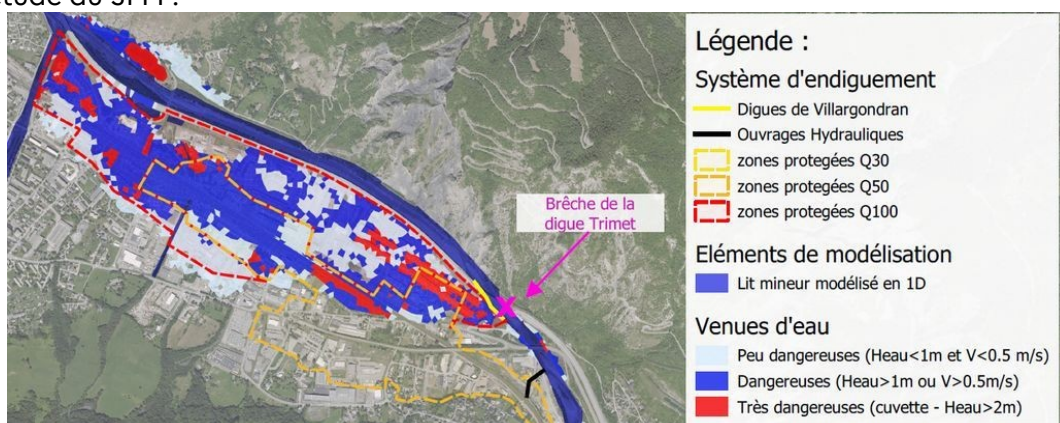 Légende :
Système d'endiguement
Digues de Villargondran
Ouvrages Hydrauliques
zones protegées Q30
zones protegées Q50
zones protegées Q100
Eléments de modélisation
Lit mineur modélisé en 1D
Venues d'eau
Peu dangereuses (Heau<1m et V<0.5 m/s)
Dangereuses (Heau>1m ou V>0.5m/s)
Très dangereuses (cuvette - Heau>2m)
Brêche de la
digue Trimet